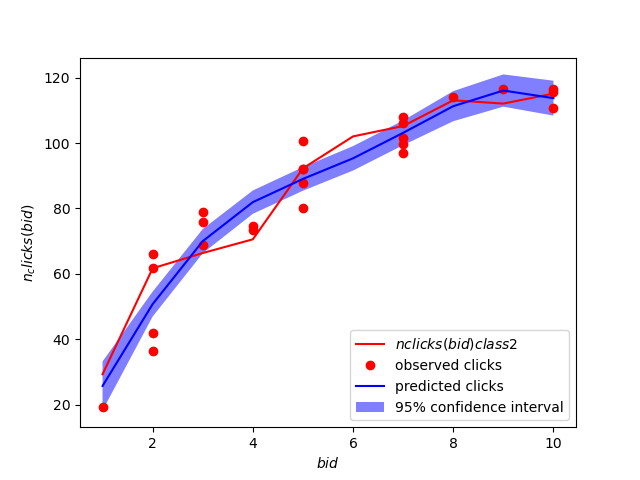 120
100
80
60
40
20
n_clicks(bid)
nclicks(bid)class2
observed clicks
predicted clicks
95% confidence interval
2 4 6 8 10
bid